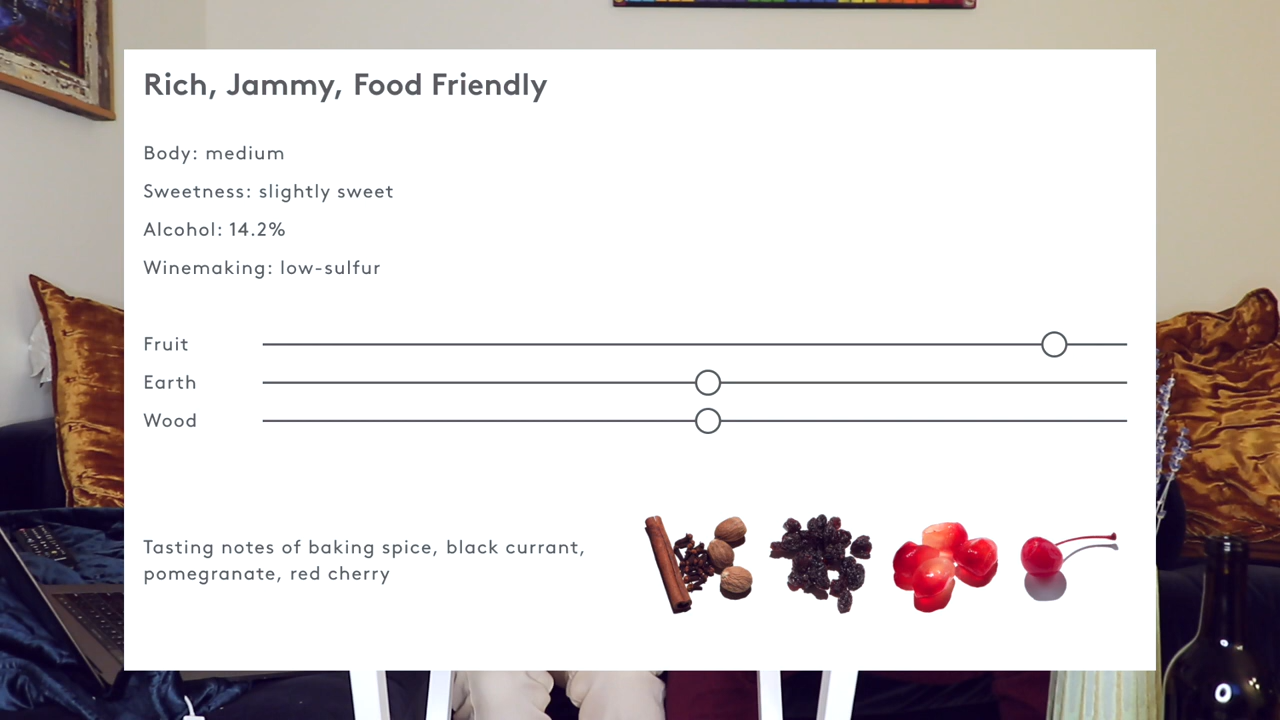 Rich, Jammy, Food Friendly
Body: medium
Sweetness: slightly sweet
Alcohol: 14.2%
Winemaking: low-sulfur
Fruit
Earth
Wood
Tasting notes of baking spice, black currant,
pomegranate, red cherry